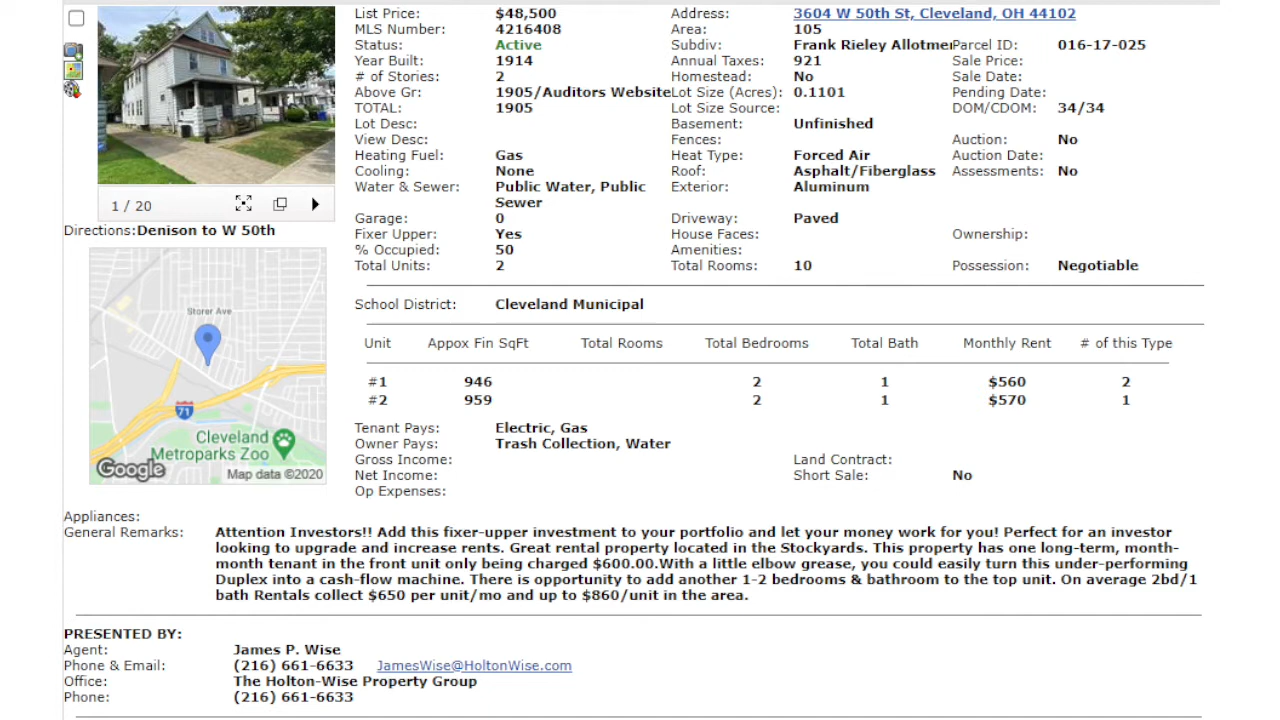 List Price: $48,500 Address: 3604 W 50th St, Cleveland, OH 44102
MLS Number: 4216408 Area: 105
Status: Active Subdiv: Frank Rieley Allotmer Parcel ID: 016-17-025
Year Built: 1914 Annual Taxes: 921 Sale Price:
# of Stories: 2 Homestead: No Sale Date:
Above Gr: 1905/Auditors Website Lot Size (Acres): 0.1101 Pending Date:
TOTAL: 1905 Lot Size Source: DOM/CDOM: 34/34
Lot Desc: Basement: Unfinished
View Desc: Fences: Auction: No
Heating Fuel: Gas Heat Type: Forced Air Auction Date:
Cooling: None Roof: Asphalt/Fiberglass Assessments: No
Water & Sewer: Public Water, Public Exterior: Aluminum
Sewer
Garage: 0 Driveway: Paved
Fixer Upper: Yes House Faces: Ownership:
% Occupied: 50 Amenities:
Total Units: 2 Total Rooms: 10 Possession: Negotiable
1 / 20
Directions:Denison to W 50th
Storer Ave
71
Cleveland
Metroparks Zoo
Google
Map data ©2020
School District: Cleveland Municipal
Unit Appox Fin SqFt Total Rooms Total Bedrooms Total Bath Monthly Rent # of this Type
#1 946 2 1 $560 2
#2 959 2 1 $570 1
Tenant Pays: Electric, Gas
Owner Pays: Trash Collection, Water
Gross Income: Land Contract:
Net Income: Short Sale: No
Op Expenses:
Appliances:
General Remarks: Attention Investors!! Add this fixer-upper investment to your portfolio and let your money work for you! Perfect for an investor
looking to upgrade and increase rents. Great rental property located in the Stockyards. This property has one long-term, month-
month tenant in the front unit only being charged $600.00.With a little elbow grease, you could easily turn this under-performing
Duplex into a cash-flow machine. There is opportunity to add another 1-2 bedrooms & bathroom to the top unit. On average 2bd/1
bath Rentals collect $650 per unit/mo and up to $860/unit in the area.
PRESENTED BY:
Agent: James P. Wise
Phone & Email: (216) 661-6633 JamesWise@HoltonWise.com
Office: The Holton-Wise Property Group
Phone: (216) 661-6633